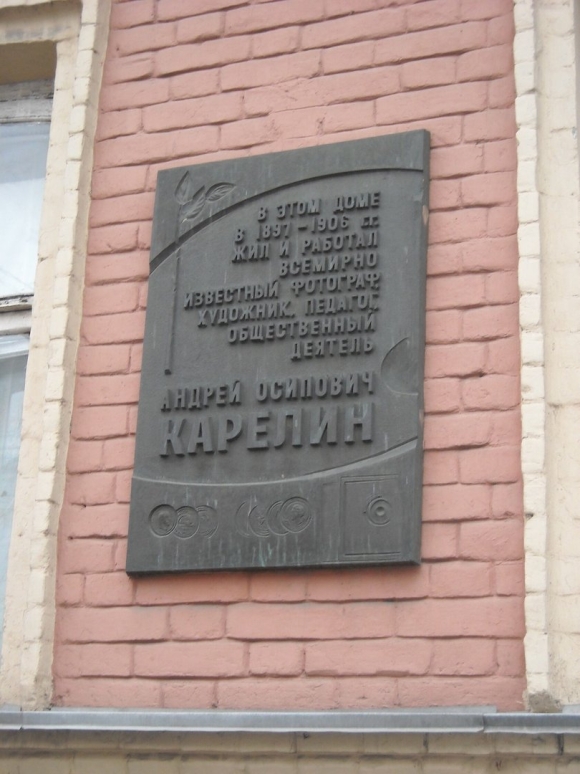 В ЭТОМ ДОМЕ
В 1897-1906 гг.
ЖИЛ И РАБОТАЛ
ВСЕМИРНО
ИЗВЕСТНЫЙ ФОТОГРАФ,
ХУДОЖНИК, ПЕДАГОГ,
ОБЩЕСТВЕННЫЙ
ДЕЯТЕЛЬ
АНДРЕЙ ОСИПОВИЧ
КАРЕЛИН